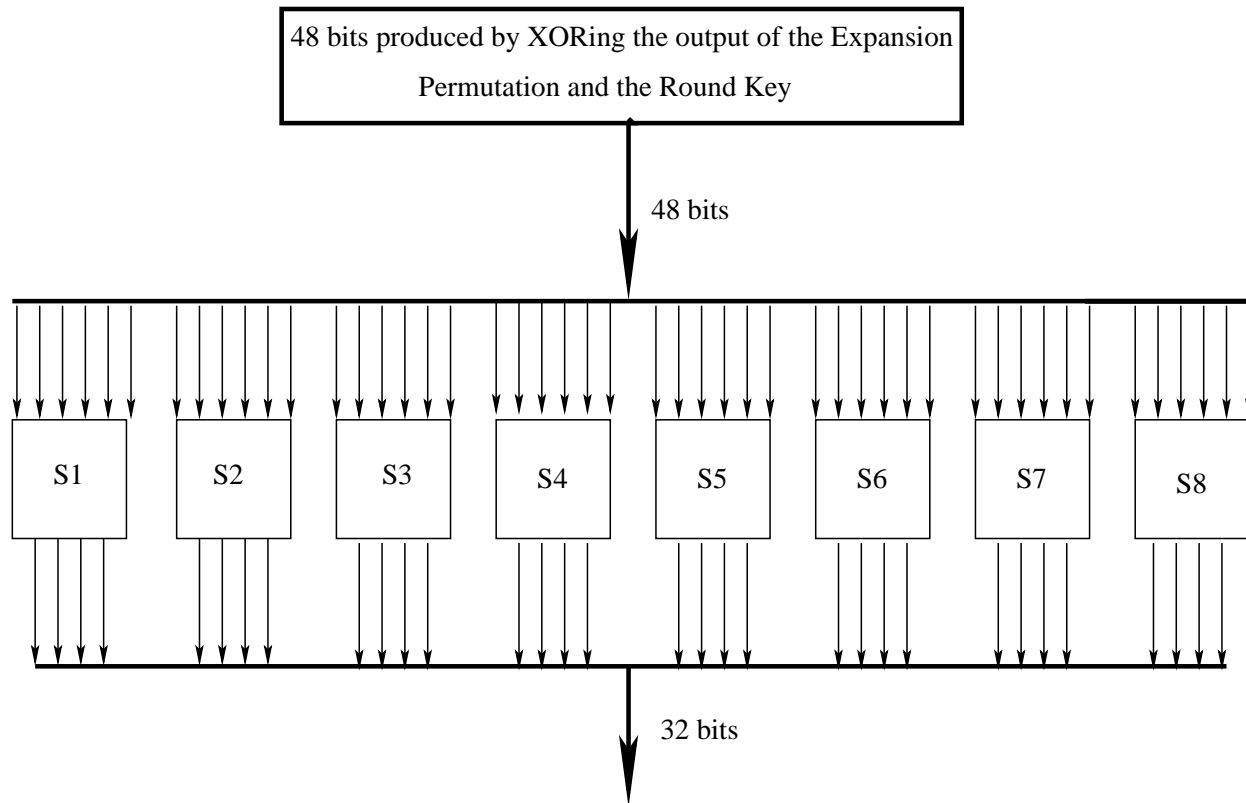 48 bits produced by XORing the output of the Expansion
Permutation and the Round Key
48 bits
S1 S2 S3 S4 S5 S6 S7 S8
32 bits